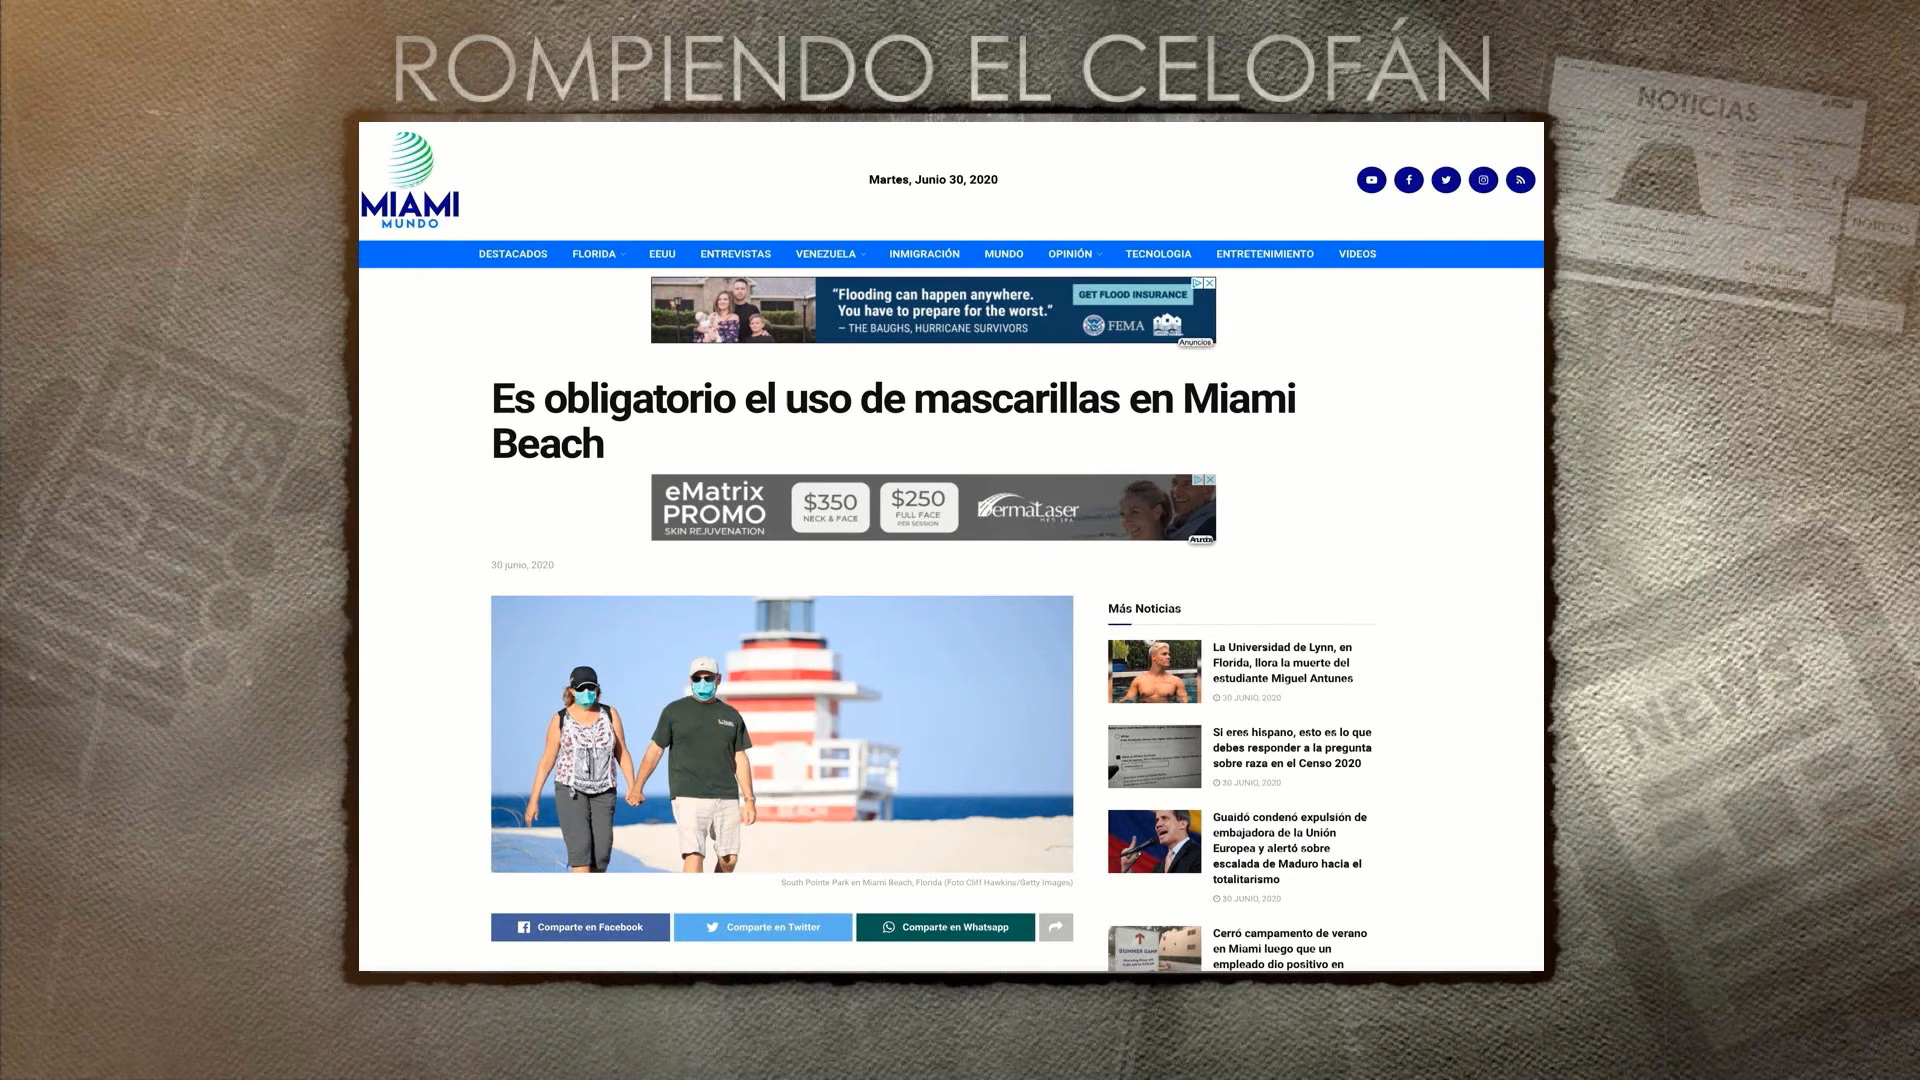 ROMPIENDO EL CELOFÁN
NOTICIAS
MIAMI
MUNDO
Martes, Junio 30, 2020
DESTACADOS FLORIDA EEUU ENTREVISTAS VENEZUELA INMIGRACIÓN MUNDO OPINIÓN TECNOLOGIA ENTRETENIMIENTO VIDEOS
“Flooding can happen anywhere.
You have to prepare for the worst.”
– THE BAUGHS, HURRICANE SURVIVORS
GET FLOOD INSURANCE
FEMA
Anuncios
Es obligatorio el uso de mascarillas en Miami
Beach
eMatrix
PROMO
SKIN REJUVENATION
$350
NECK & FACE
$250
FULL FACE
PER SESSION
DermaLaser
MED SPA
Anuncios
30 junio, 2020
BEACH
South Pointe Park en Miami Beach, Florida (Foto Cliff Hawkins/Getty Images)
Comparte en Facebook
Comparte en Twitter
Comparte en Whatsapp
Más Noticias
La Universidad de Lynn, en
Florida, llora la muerte del
estudiante Miguel Antunes
30 JUNIO, 2020
Si eres hispano, esto es lo que
debes responder a la pregunta
sobre raza en el Censo 2020
30 JUNIO, 2020
Guaidó condenó expulsión de
embajadora de la Unión
Europea y alertó sobre
escalada de Maduro hacia el
totalitarismo
30 JUNIO, 2020
SUMMER CAMP
Cerró campamento de verano
en Miami luego que un
empleado dio positivo en